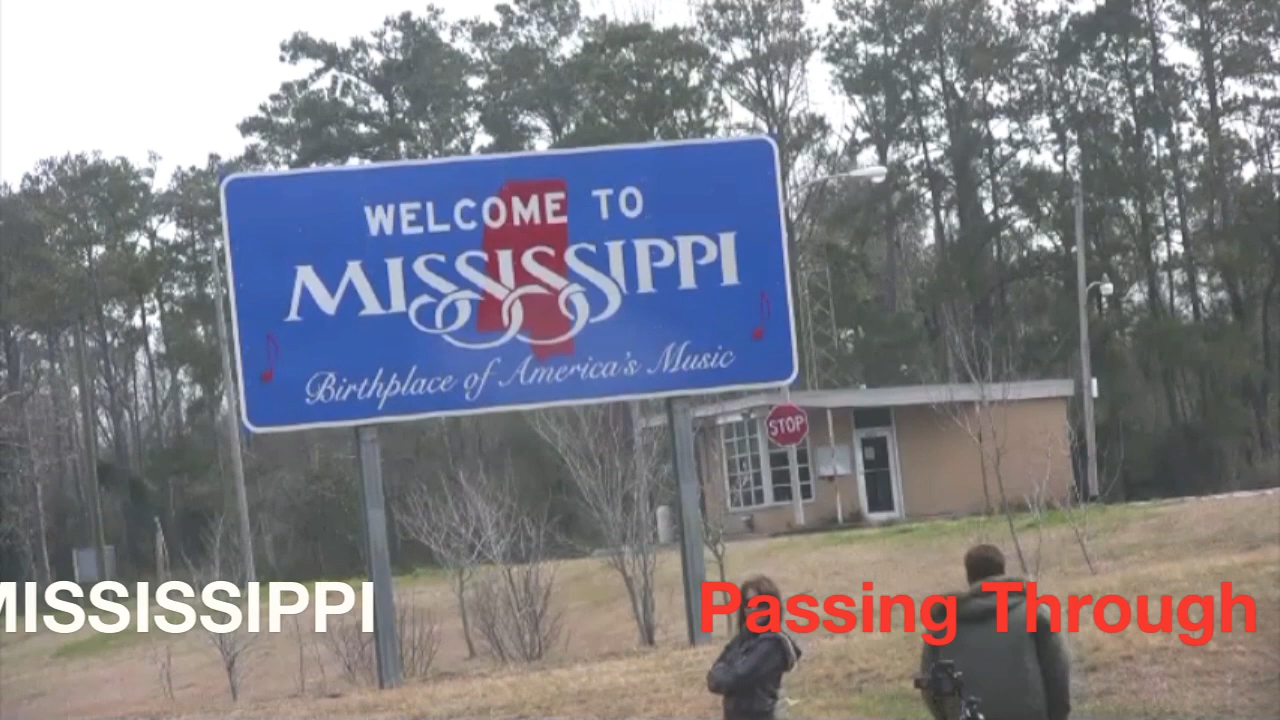 WELCOME TO
MISSISSIPPI
Birthplace of America's Music
STOP
MISSISSIPPI
Passing Through